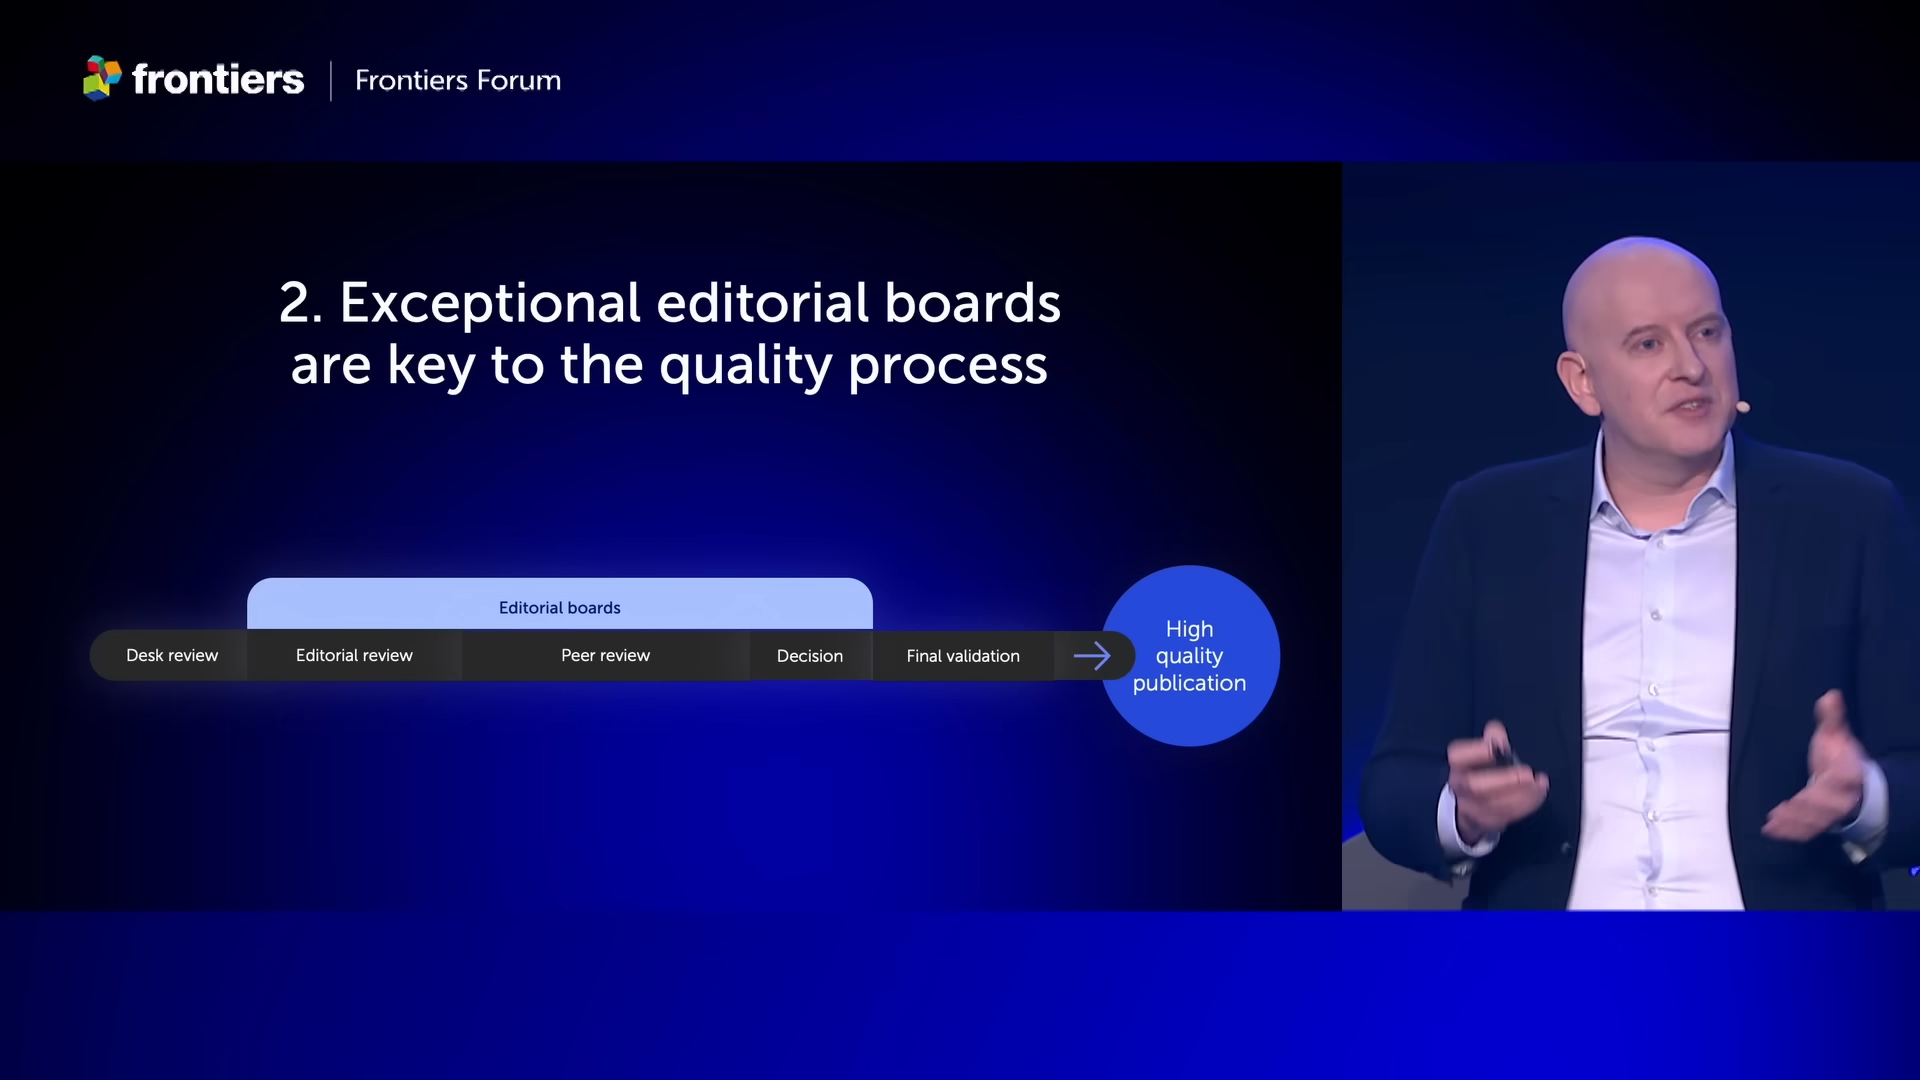 frontiers
Frontiers Forum
2. Exceptional editorial boards
are key to the quality process
Editorial boards
Desk review
Editorial review
Peer review
Decision
Final validation
High
quality
publication